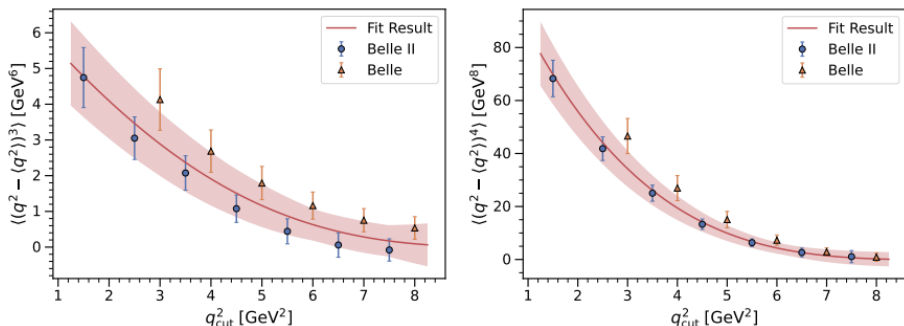 Fit Result
Belle II
Belle
⟨(q² − ⟨q²⟩)³⟩ [GeV⁶]
6
5
4
3
2
1
0
1 2 3 4 5 6 7 8
q²cut [GeV²]
Fit Result
Belle II
Belle
⟨(q² − ⟨q²⟩)⁴⟩ [GeV⁸]
80
60
40
20
0
1 2 3 4 5 6 7 8
q²cut [GeV²]